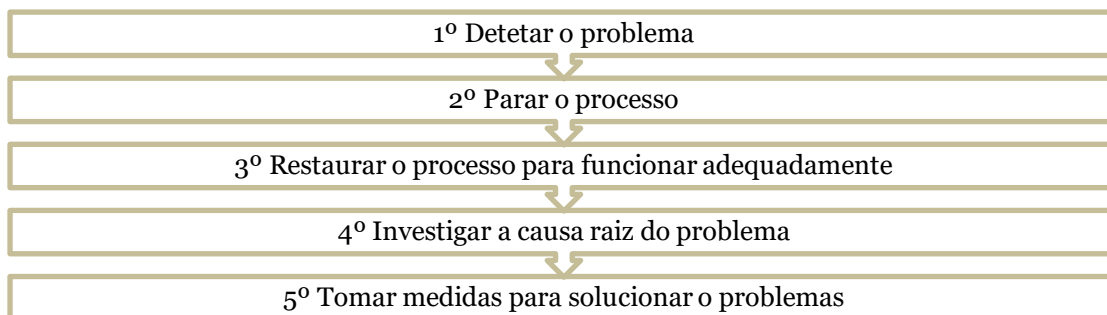 1º Detetar o problema
2º Parar o processo
3º Restaurar o processo para funcionar adequadamente
4º Investigar a causa raiz do problema
5º Tomar medidas para solucionar o problemas